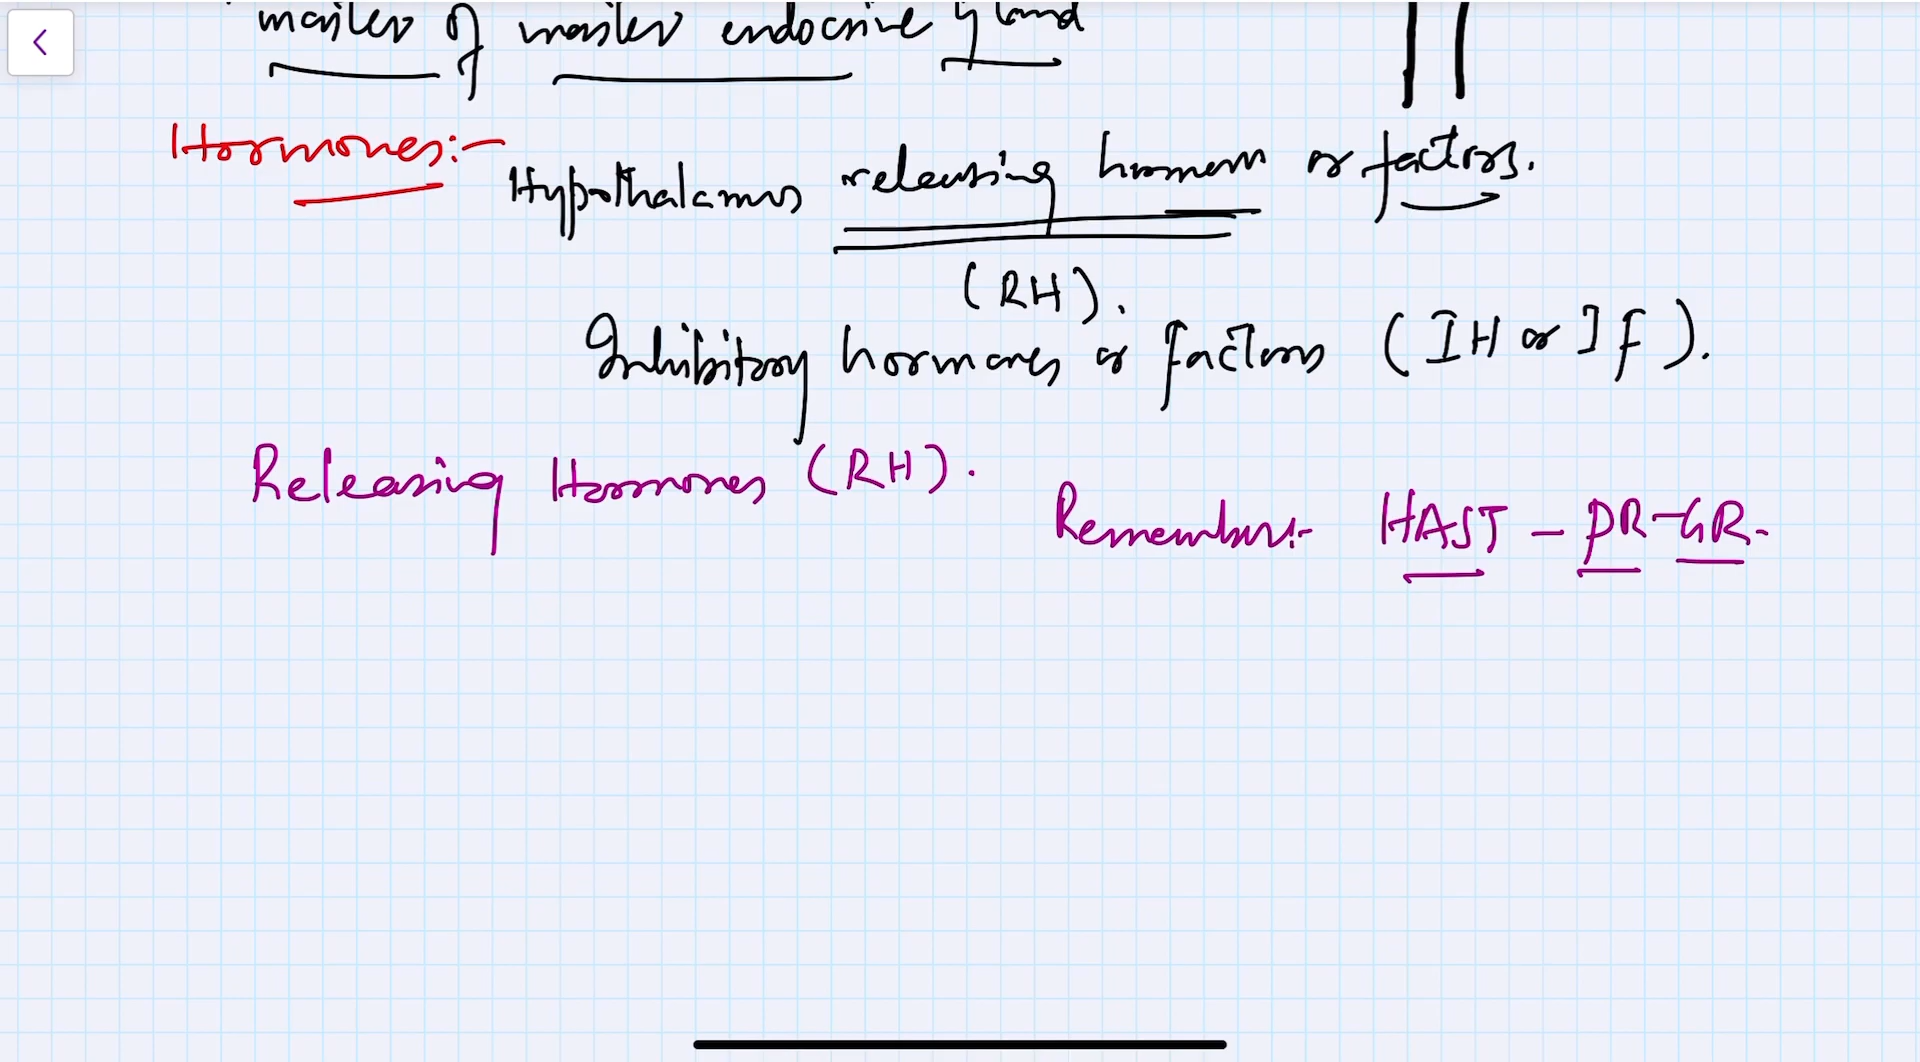 master of master endocrine gland
Hormones:-
Hypothalamus releasing hormon or factors.
(RH).
Inhibitory hormones or factors (IH or IF).
Releasing Hormones (RH).
Remember:- HAST - PR-GR-